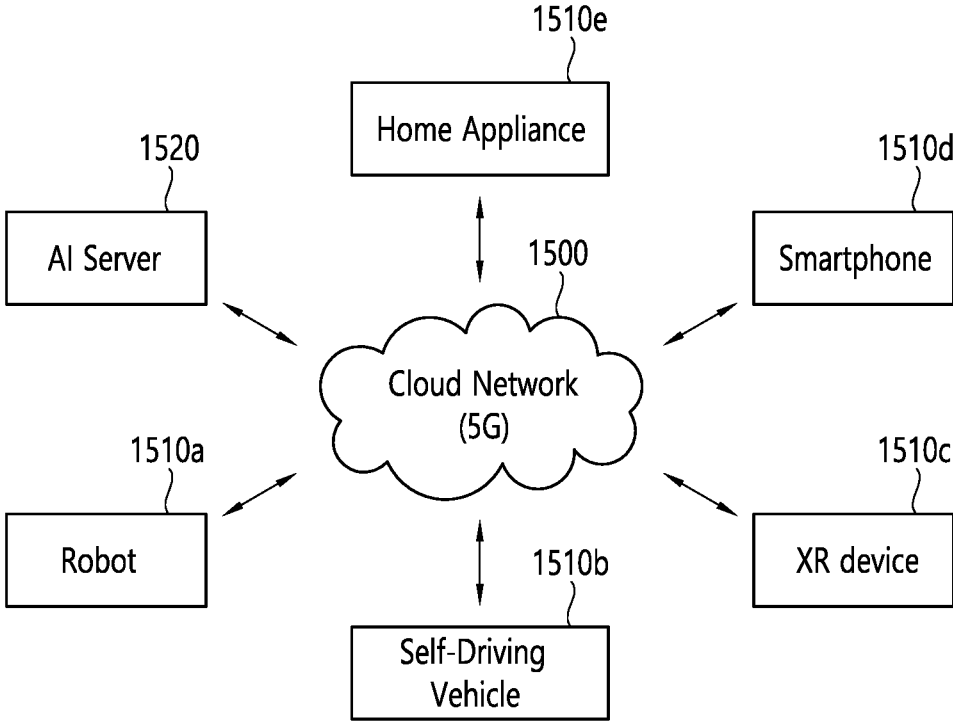 1510e
Home Appliance
1520
AI Server
1510d
Smartphone
1500
Cloud Network
(5G)
1510a
Robot
1510c
XR device
1510b
Self-Driving
Vehicle